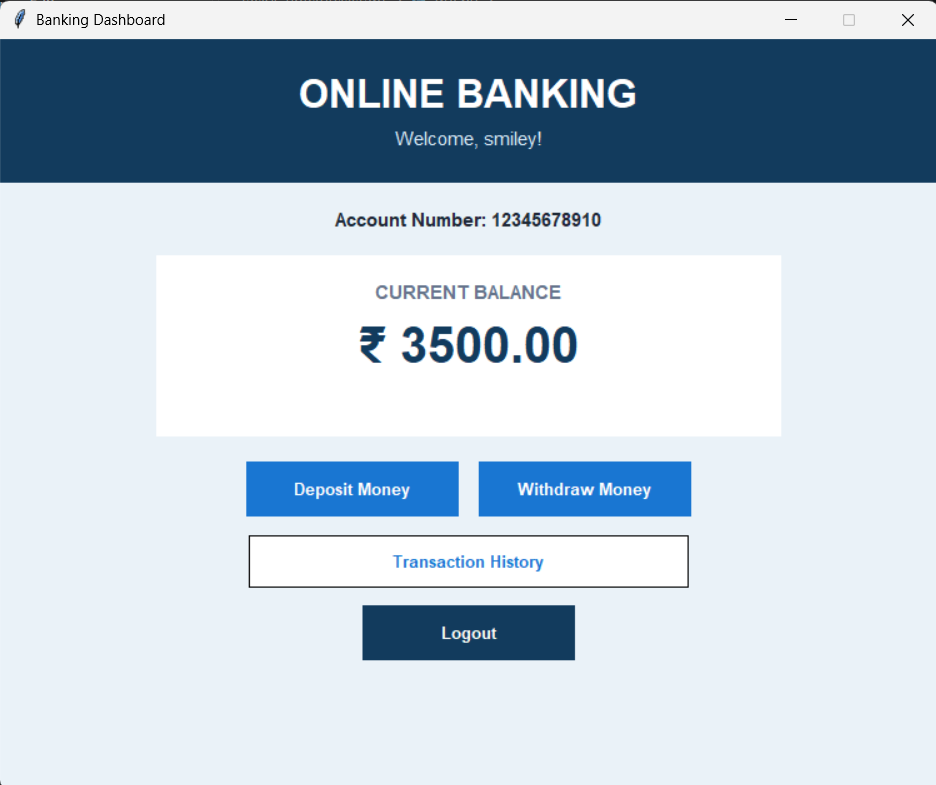 Banking Dashboard
ONLINE BANKING
Welcome, smiley!
Account Number: 12345678910
CURRENT BALANCE
₹ 3500.00
Deposit Money
Withdraw Money
Transaction History
Logout